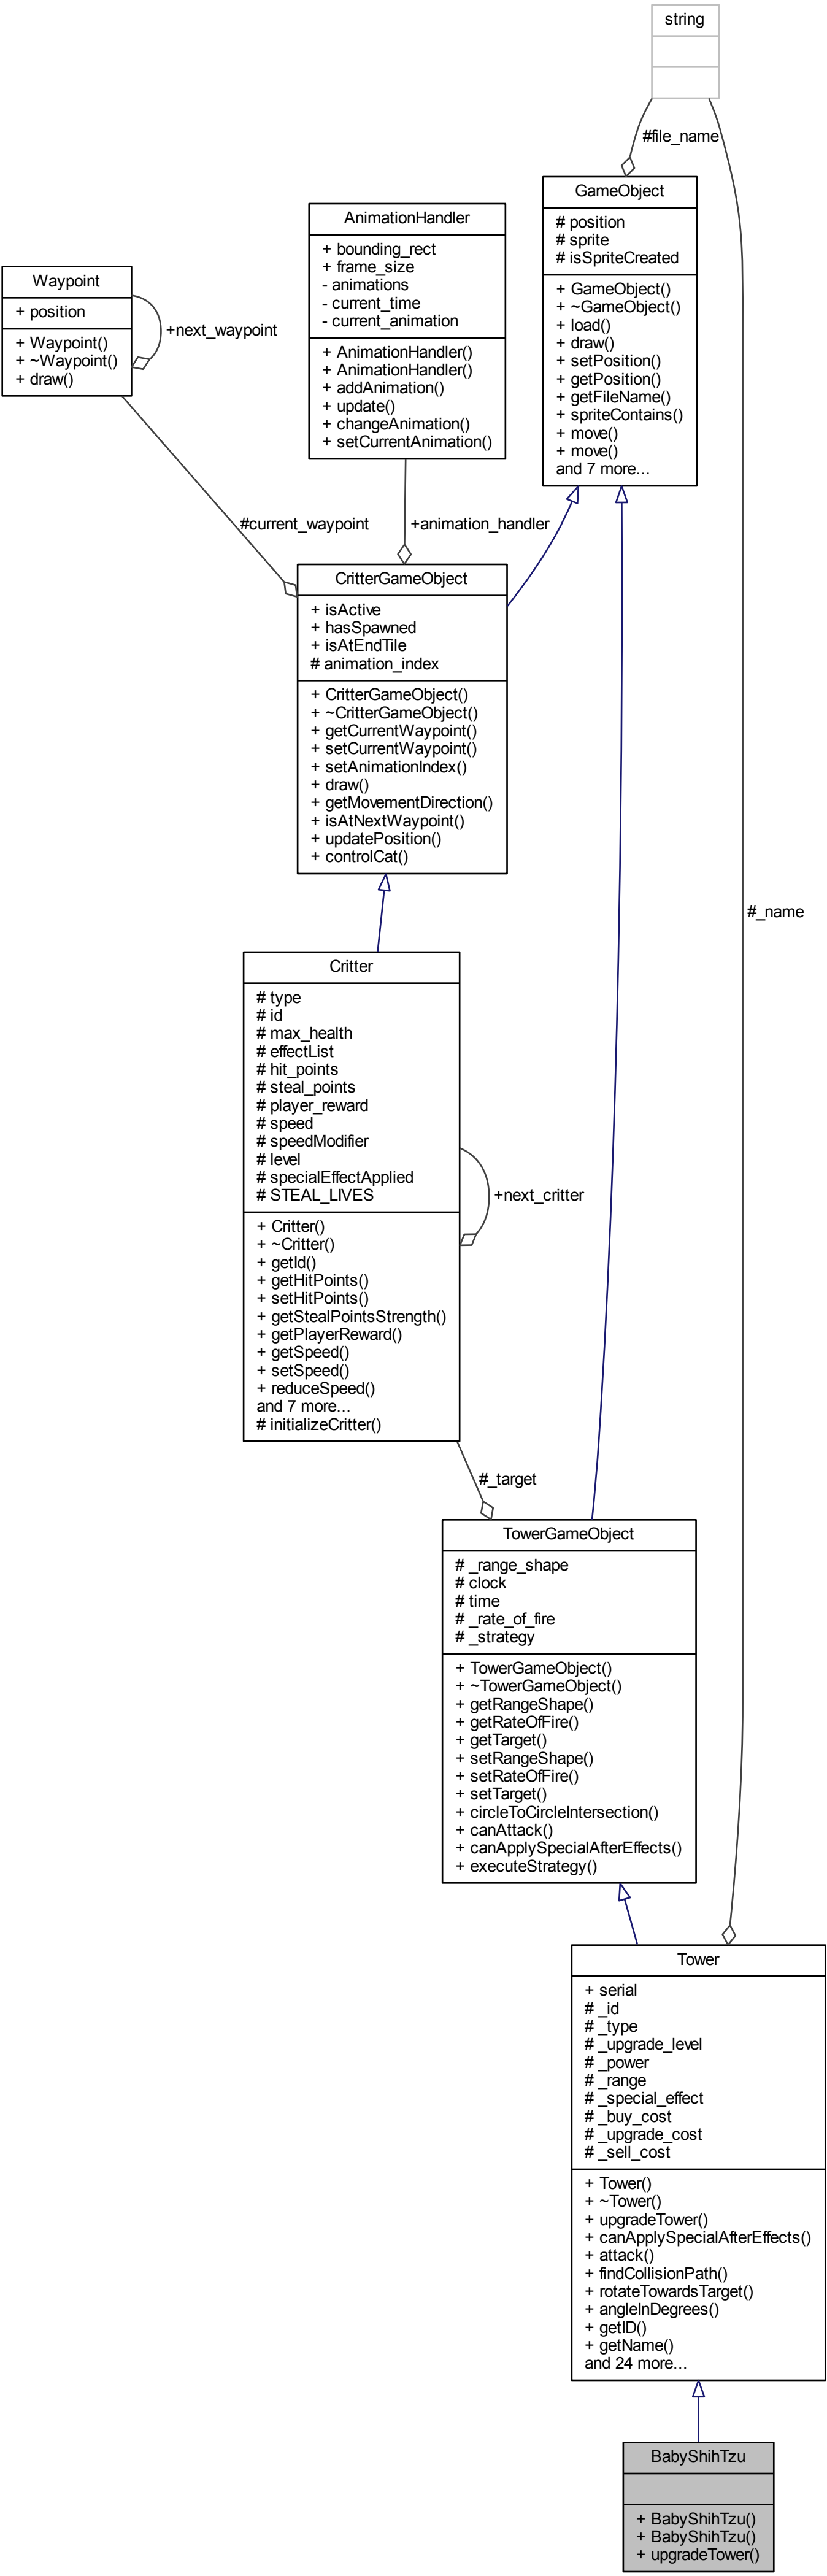 string
#file_name
GameObject
# position
# sprite
# isSpriteCreated
+ GameObject()
+ ~GameObject()
+ load()
+ draw()
+ setPosition()
+ getPosition()
+ getFileName()
+ spriteContains()
+ move()
+ move()
and 7 more...
AnimationHandler
+ bounding_rect
+ frame_size
- animations
- current_time
- current_animation
+ AnimationHandler()
+ AnimationHandler()
+ addAnimation()
+ update()
+ changeAnimation()
+ setCurrentAnimation()
Waypoint
+ position
+ Waypoint()
+ ~Waypoint()
+ draw()
+next_waypoint
#current_waypoint
+animation_handler
CritterGameObject
+ isActive
+ hasSpawned
+ isAtEndTile
# animation_index
+ CritterGameObject()
+ ~CritterGameObject()
+ getCurrentWaypoint()
+ setCurrentWaypoint()
+ setAnimationIndex()
+ draw()
+ getMovementDirection()
+ isAtNextWaypoint()
+ updatePosition()
+ controlCat()
#_name
Critter
# type
# id
# max_health
# effectList
# hit_points
# steal_points
# player_reward
# speed
# speedModifier
# level
# specialEffectApplied
# STEAL_LIVES
+ Critter()
+ ~Critter()
+ getId()
+ getHitPoints()
+ setHitPoints()
+ getStealPointsStrength()
+ getPlayerReward()
+ getSpeed()
+ setSpeed()
+ reduceSpeed()
and 7 more...
# initializeCritter()
+next_critter
#_target
TowerGameObject
# _range_shape
# clock
# time
# _rate_of_fire
# _strategy
+ TowerGameObject()
+ ~TowerGameObject()
+ getRangeShape()
+ getRateOfFire()
+ getTarget()
+ setRangeShape()
+ setRateOfFire()
+ setTarget()
+ circleToCircleIntersection()
+ canAttack()
+ canApplySpecialAfterEffects()
+ executeStrategy()
Tower
+ serial
# _id
# _type
# _upgrade_level
# _power
# _range
# _special_effect
# _buy_cost
# _upgrade_cost
# _sell_cost
+ Tower()
+ ~Tower()
+ upgradeTower()
+ canApplySpecialAfterEffects()
+ attack()
+ findCollisionPath()
+ rotateTowardsTarget()
+ angleInDegrees()
+ getID()
+ getName()
and 24 more...
BabyShihTzu
+ BabyShihTzu()
+ BabyShihTzu()
+ upgradeTower()